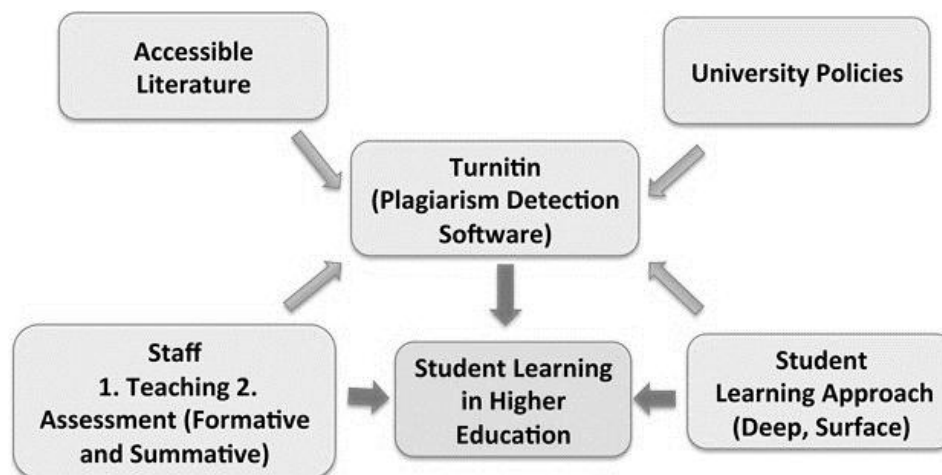 Accessible
Literature
University Policies
Turnitin
(Plagiarism Detection
Software)
Staff
1. Teaching 2.
Assessment (Formative
and Summative)
Student Learning
in Higher
Education
Student
Learning Approach
(Deep, Surface)